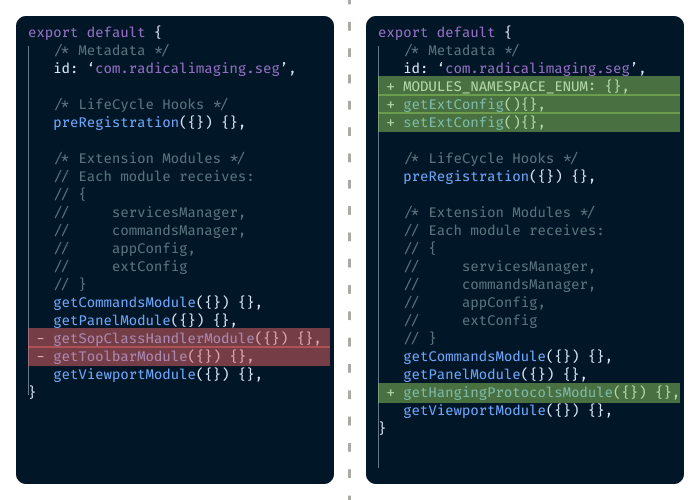 export default {
/* Metadata */
id: ‘com.radicalimaging.seg’,
/* LifeCycle Hooks */
preRegistration({}) {},
/* Extension Modules */
// Each module receives:
// {
// servicesManager,
// commandsManager,
// appConfig,
// extConfig
// }
getCommandsModule({}) {},
getPanelModule({}) {},
- getSopClassHandlerModule({}) {},
- getToolbarModule({}) {},
getViewportModule({}) {},
}
export default {
/* Metadata */
id: ‘com.radicalimaging.seg’,
+ MODULES_NAMESPACE_ENUM: {},
+ getExtConfig(){},
+ setExtConfig(){},
/* LifeCycle Hooks */
preRegistration({}) {},
/* Extension Modules */
// Each module receives:
// {
// servicesManager,
// commandsManager,
// appConfig,
// extConfig
// }
getCommandsModule({}) {},
getPanelModule({}) {},
+ getHangingProtocolsModule({}) {},
getViewportModule({}) {},
}